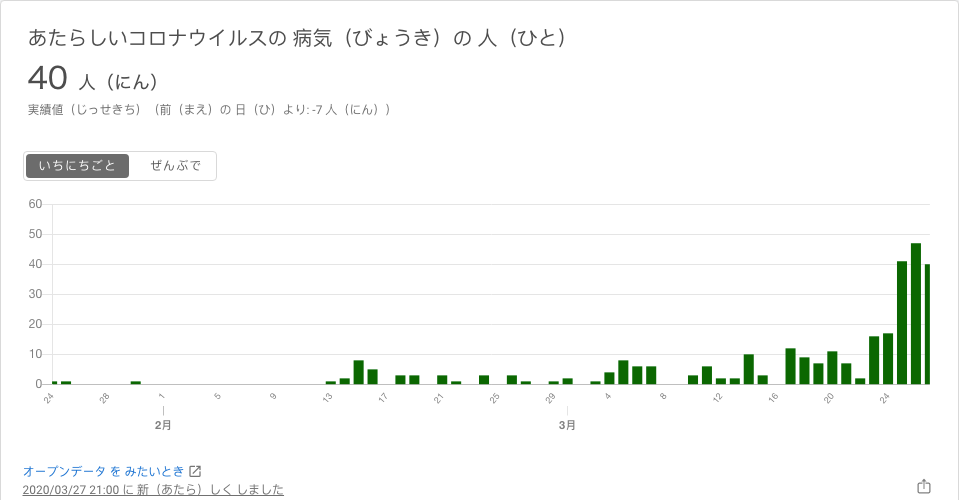 あたらしいコロナウイルスの 病気（びょうき）の 人（ひと）
40 人（にん）
実績値（じっせきち）（前（まえ）の 日（ひ）より: -7 人（にん））
いちにちごと ぜんぶで
60
50
40
30
20
10
0
24 28 1 5 9 13 17 21 25 29 4 8 12 16 20 24
2月 3月
オープンデータ を みたいとき
2020/03/27 21:00 に 新（あたら）しく しました